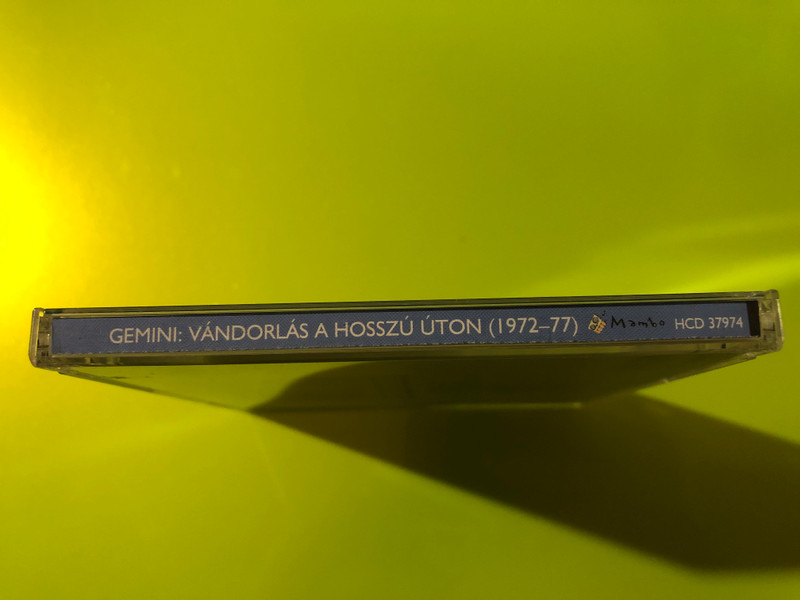 GEMINI: VÁNDORLÁS A HOSSZÚ ÚTON (1972–77) Mambo HCD 37974